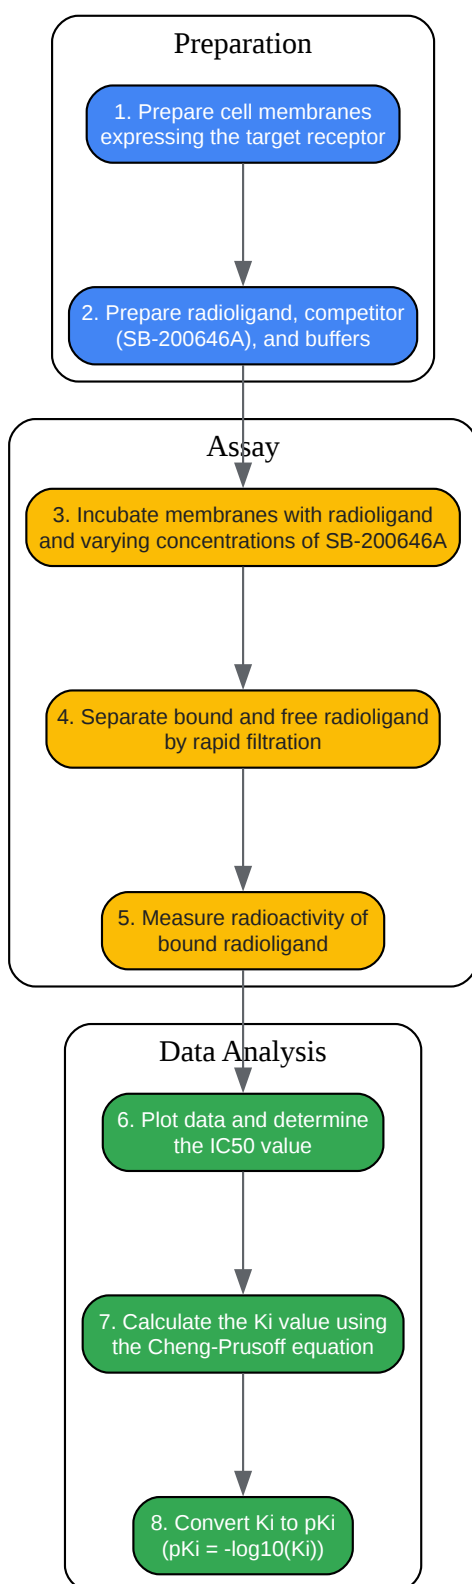 Preparation
1. Prepare cell membranes
expressing the target receptor
2. Prepare radioligand, competitor
(SB-200646A), and buffers
Assay
3. Incubate membranes with radioligand
and varying concentrations of SB-200646A
4. Separate bound and free radioligand
by rapid filtration
5. Measure radioactivity of
bound radioligand
Data Analysis
6. Plot data and determine
the IC50 value
7. Calculate the Ki value using
the Cheng-Prusoff equation
8. Convert Ki to pKi
(pKi = -log10(Ki))